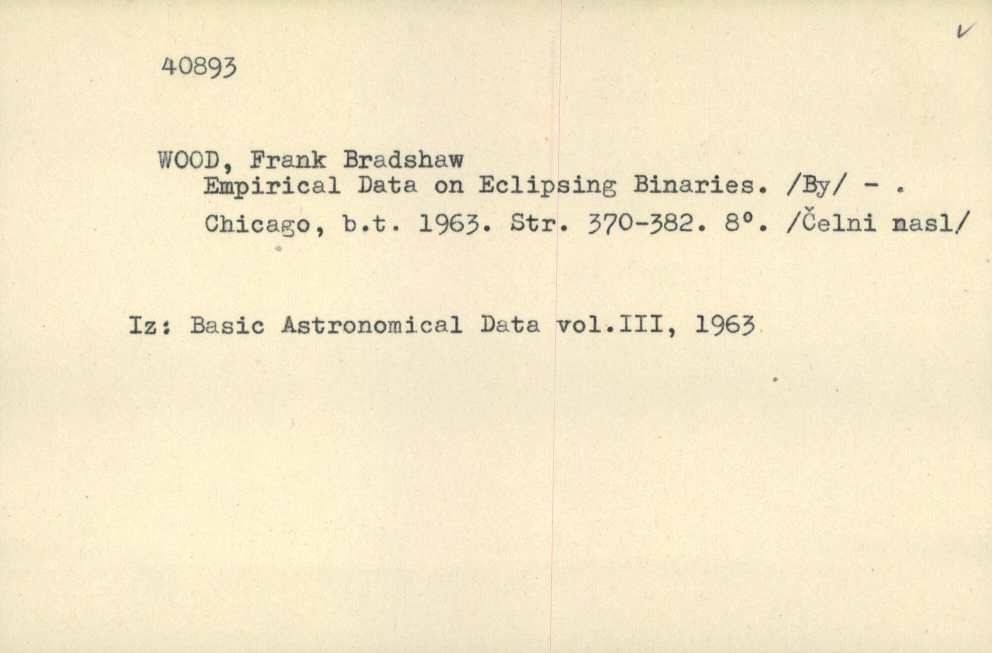 40893
WOOD, Frank Bradshaw
Empirical Data on Eclipsing Binaries. /By/ - .
Chicago, b.t. 1963. Str. 370-382. 8°. /Čelni nasl/
Iz: Basic Astronomical Data vol.III, 1963